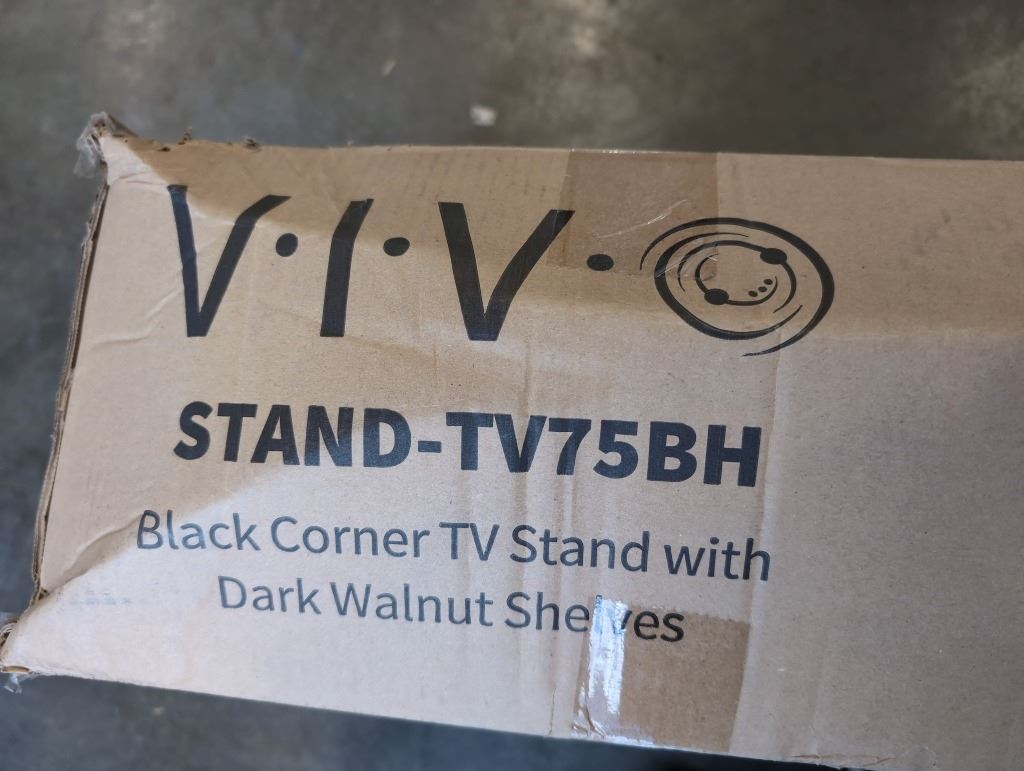 V·I·V·O
STAND-TV75BH
Black Corner TV Stand with
Dark Walnut Shelves